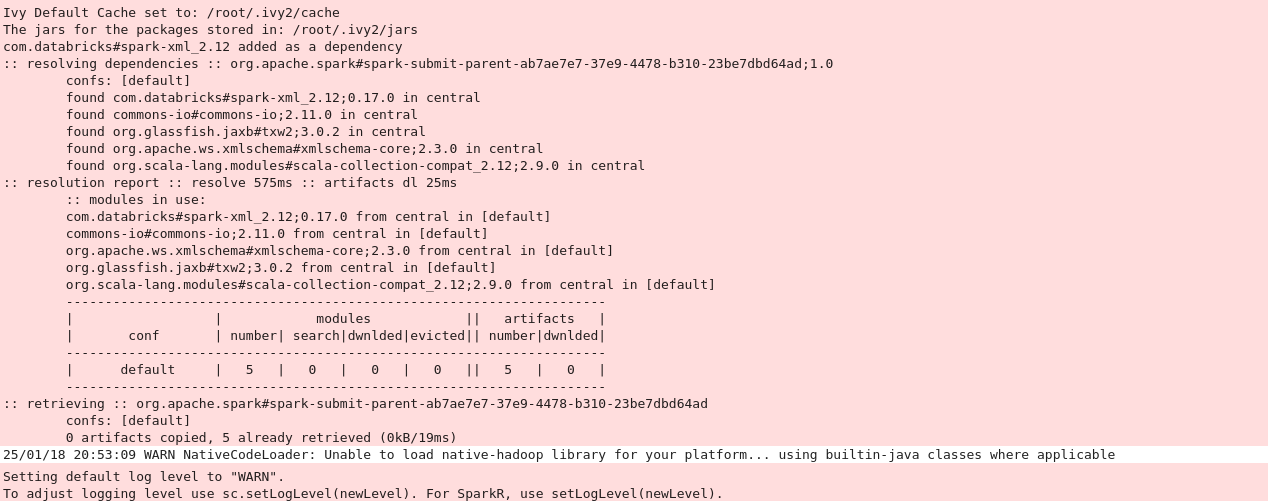 Ivy Default Cache set to: /root/.ivy2/cache
The jars for the packages stored in: /root/.ivy2/jars
com.databricks#spark-xml_2.12 added as a dependency
:: resolving dependencies :: org.apache.spark#spark-submit-parent-ab7ae7e7-37e9-4478-b310-23be7dbd64ad;1.0
        confs: [default]
        found com.databricks#spark-xml_2.12;0.17.0 in central
        found commons-io#commons-io;2.11.0 in central
        found org.glassfish.jaxb#txw2;3.0.2 in central
        found org.apache.ws.xmlschema#xmlschema-core;2.3.0 in central
        found org.scala-lang.modules#scala-collection-compat_2.12;2.9.0 in central
:: resolution report :: resolve 575ms :: artifacts dl 25ms
        :: modules in use:
        com.databricks#spark-xml_2.12;0.17.0 from central in [default]
        commons-io#commons-io;2.11.0 from central in [default]
        org.apache.ws.xmlschema#xmlschema-core;2.3.0 from central in [default]
        org.glassfish.jaxb#txw2;3.0.2 from central in [default]
        org.scala-lang.modules#scala-collection-compat_2.12;2.9.0 from central in [default]
        ---------------------------------------------------------------------
        |                  |            modules            ||   artifacts   |
        |       conf       | number| search|dwnlded|evicted|| number|dwnlded|
        ---------------------------------------------------------------------
        |      default     |   5   |   0   |   0   |   0   ||   5   |   0   |
        ---------------------------------------------------------------------
:: retrieving :: org.apache.spark#spark-submit-parent-ab7ae7e7-37e9-4478-b310-23be7dbd64ad
        confs: [default]
        0 artifacts copied, 5 already retrieved (0kB/19ms)
25/01/18 20:53:09 WARN NativeCodeLoader: Unable to load native-hadoop library for your platform... using builtin-java classes where applicable
Setting default log level to "WARN".
To adjust logging level use sc.setLogLevel(newLevel). For SparkR, use setLogLevel(newLevel).